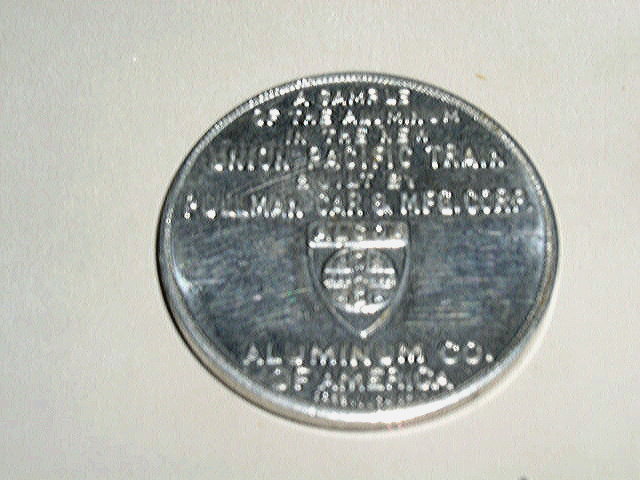 A SAMPLE
OF THE ALUMINUM
IN THE NEW
UNION PACIFIC TRAIN
BUILT BY
PULLMAN CAR & MFG. CORP.
ALCOA
ALUMINUM CO.
OF AMERICA